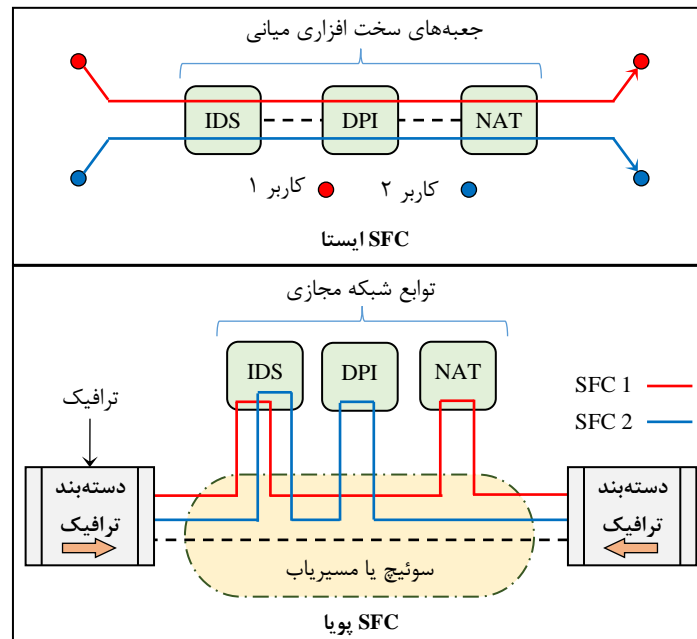 جعبه‌های سخت افزاری میانی
IDS
DPI
NAT
کاربر ۱
کاربر ۲
SFC ایستا
توابع شبکه مجازی
IDS
DPI
NAT
SFC 1
SFC 2
ترافیک
دسته‌بند
ترافیک
دسته‌بند
ترافیک
سوئیچ یا مسیریاب
SFC پویا